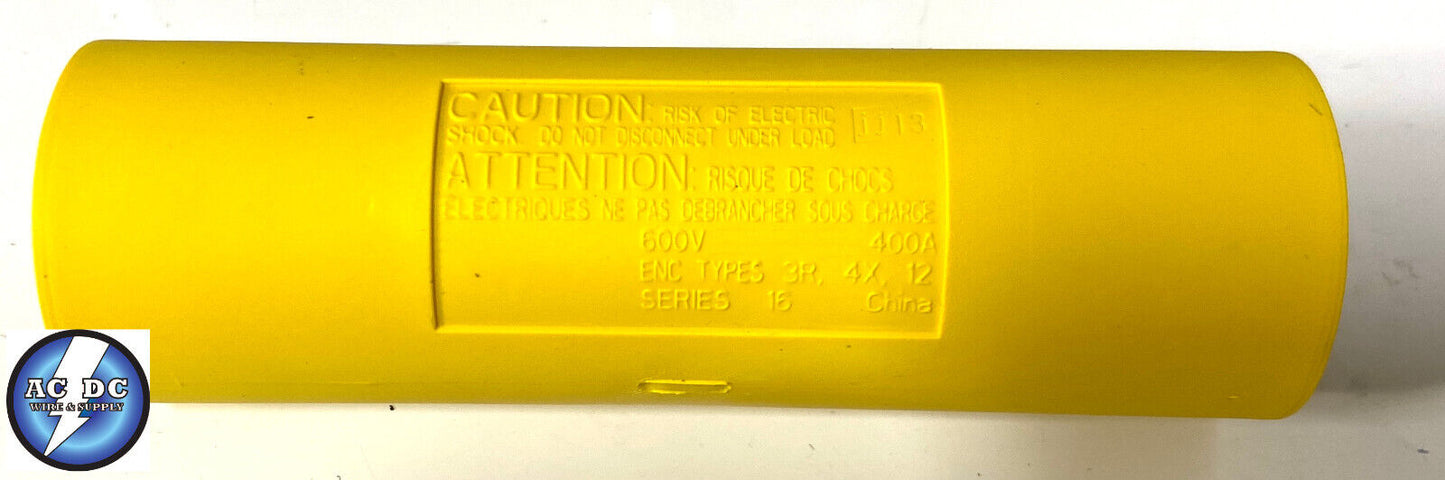 CAUTION: RISK OF ELECTRIC
SHOCK. DO NOT DISCONNECT UNDER LOAD
ATTENTION: RISQUE DE CHOCS
ELECTRIQUES NE PAS DEBRANCHER SOUS CHARGE
600V 400A
ENC TYPES 3R, 4X, 12
SERIES 16 China
AC DC
WIRE & SUPPLY